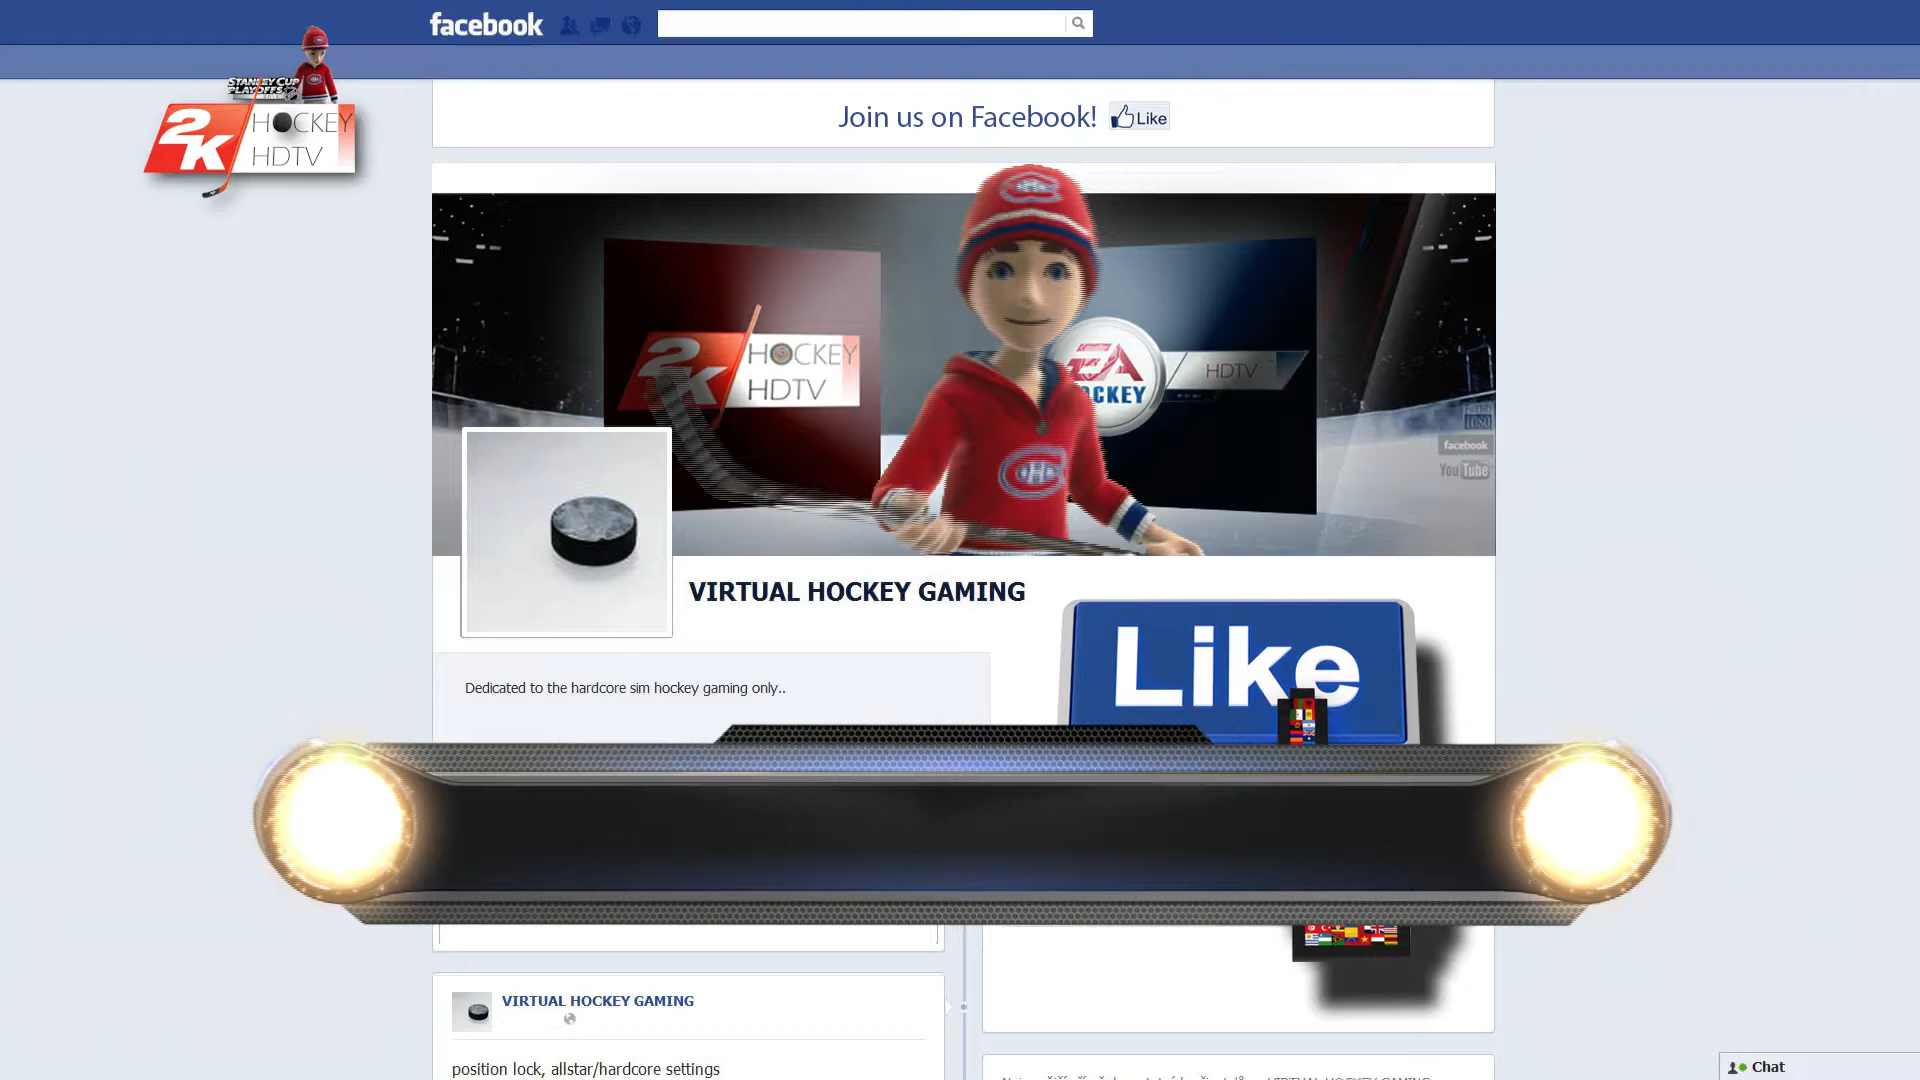 facebook
STANLEY CUP
PLAYOFFS
2K HOCKEY
HDTV
Join us on Facebook! Like
2K HOCKEY
HDTV
EA
HDTV
1080
facebook
YouTube
VIRTUAL HOCKEY GAMING
Like
Dedicated to the hardcore sim hockey gaming only..
VIRTUAL HOCKEY GAMING
position lock, allstar/hardcore settings
Chat